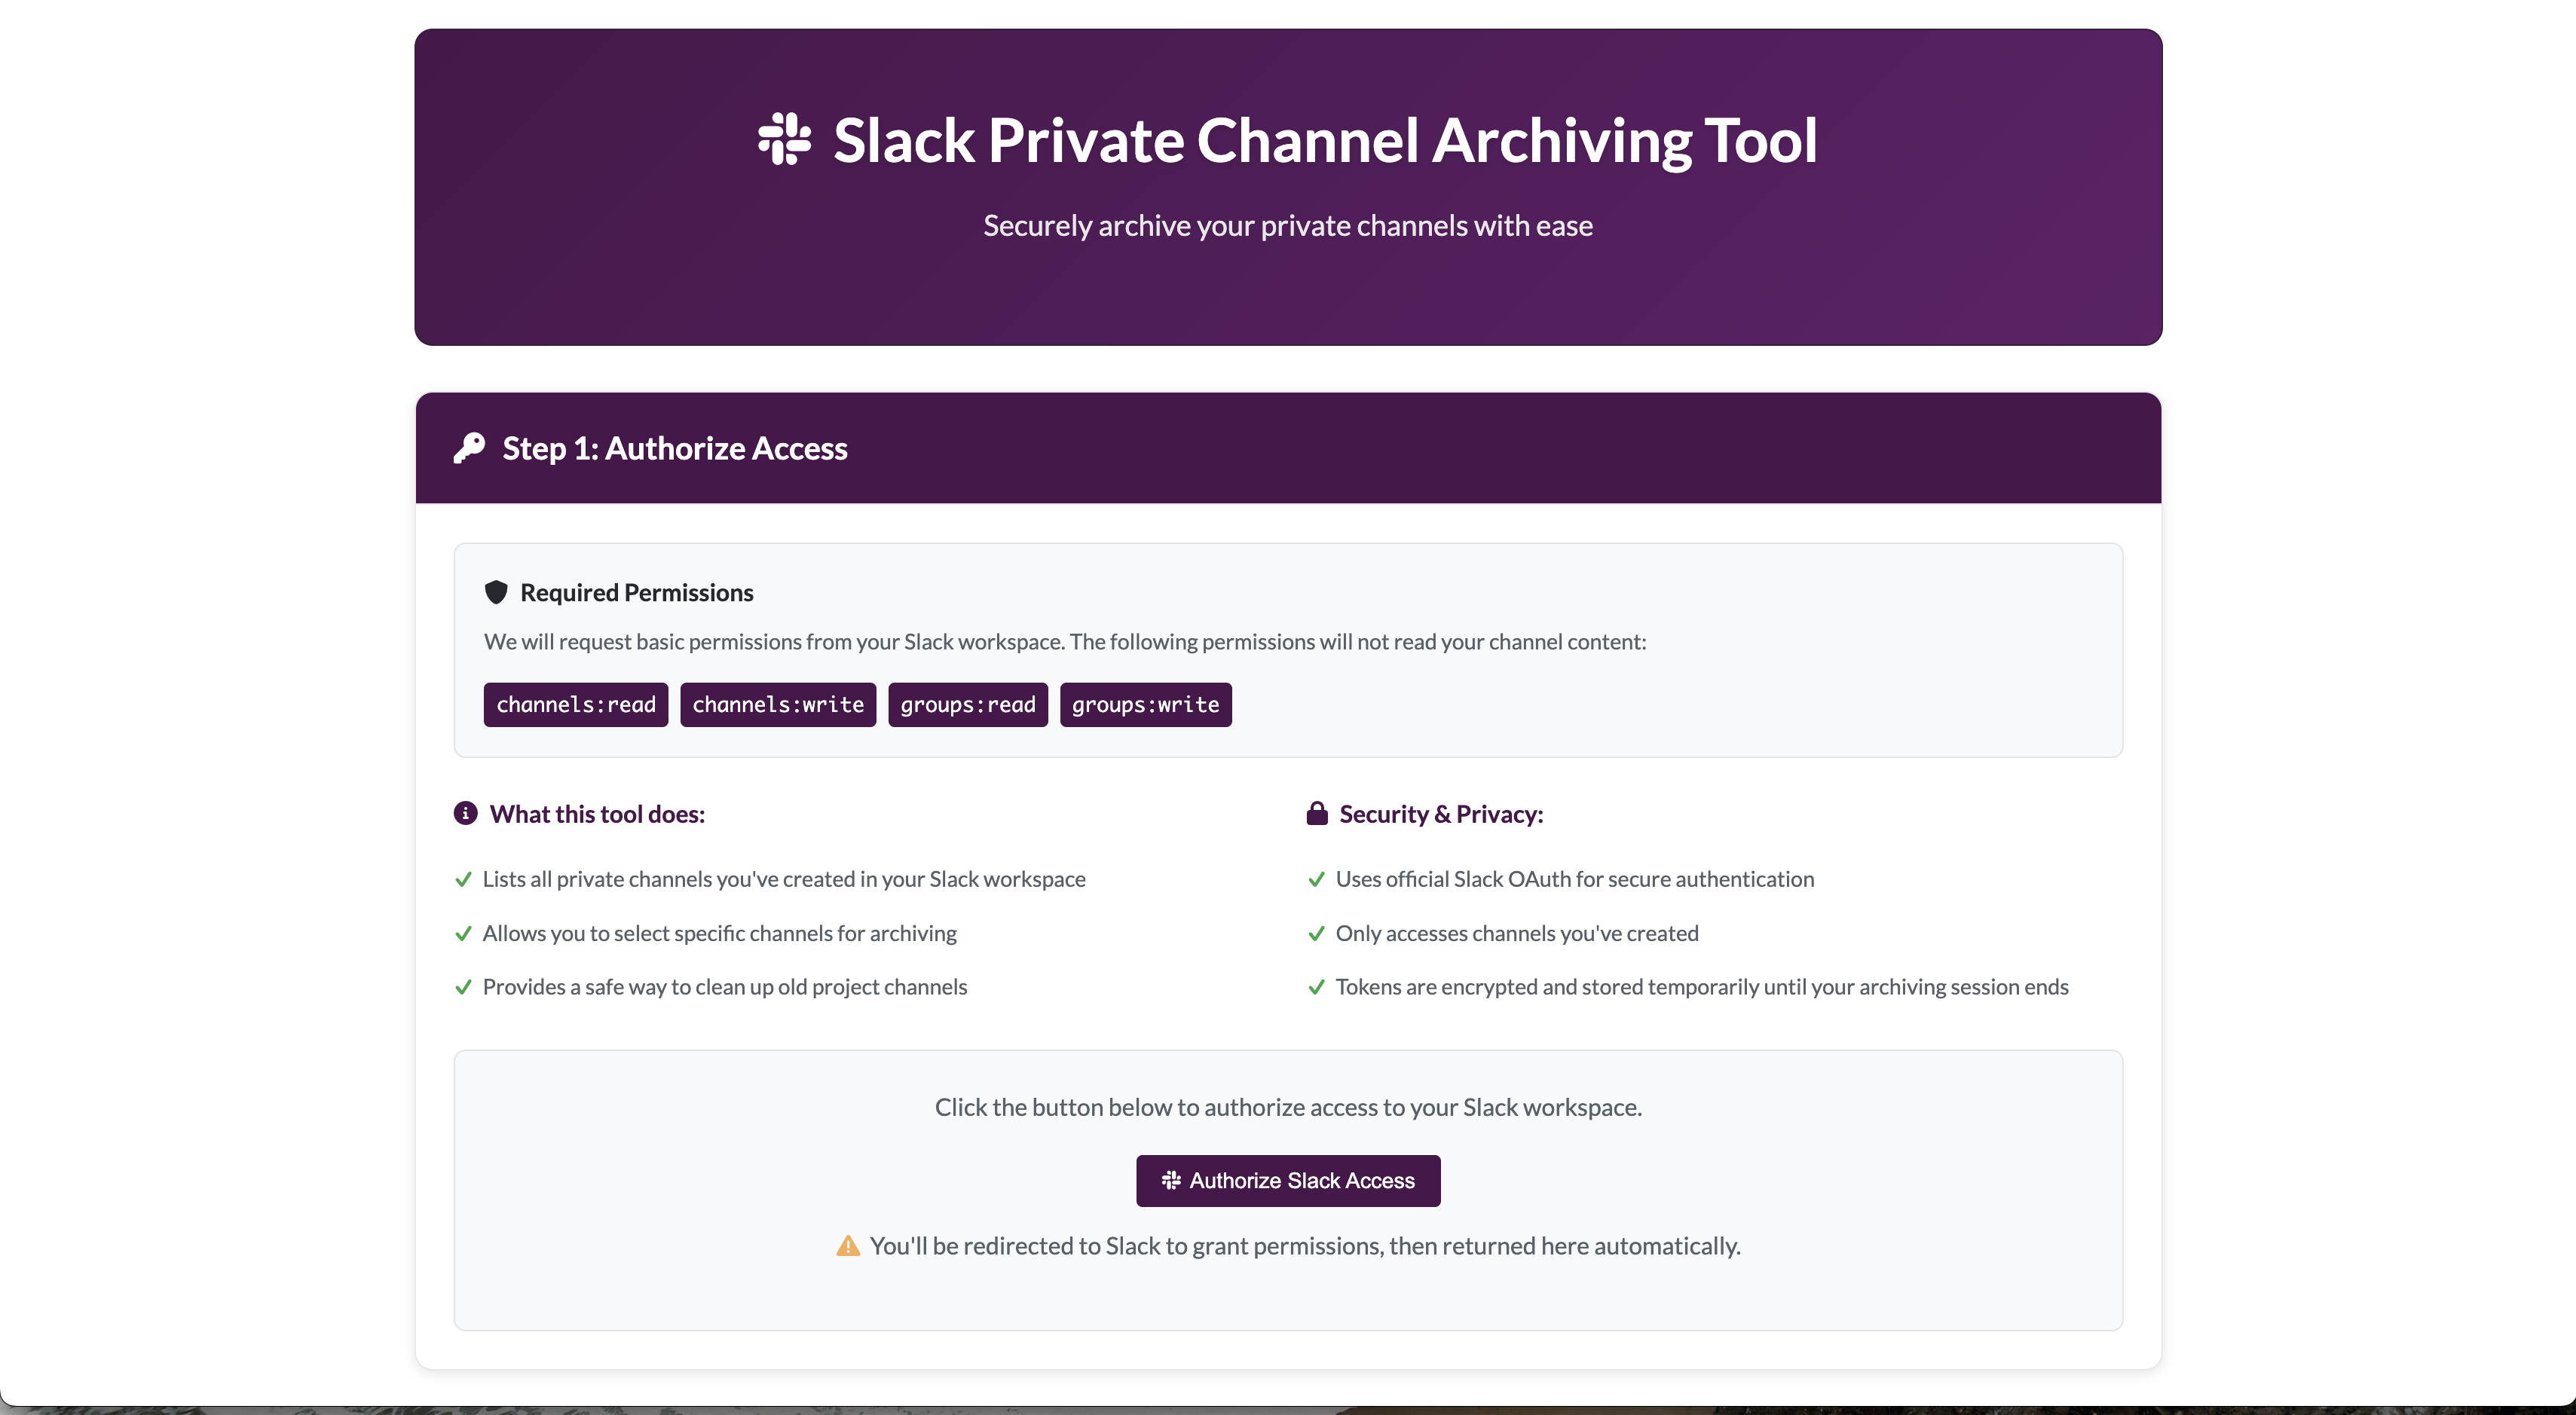 Slack Private Channel Archiving Tool
Securely archive your private channels with ease
Step 1: Authorize Access
Required Permissions
We will request basic permissions from your Slack workspace. The following permissions will not read your channel content:
channels:read channels:write groups:read groups:write
What this tool does:
Lists all private channels you've created in your Slack workspace
Allows you to select specific channels for archiving
Provides a safe way to clean up old project channels
Security & Privacy:
Uses official Slack OAuth for secure authentication
Only accesses channels you've created
Tokens are encrypted and stored temporarily until your archiving session ends
Click the button below to authorize access to your Slack workspace.
Authorize Slack Access
You'll be redirected to Slack to grant permissions, then returned here automatically.